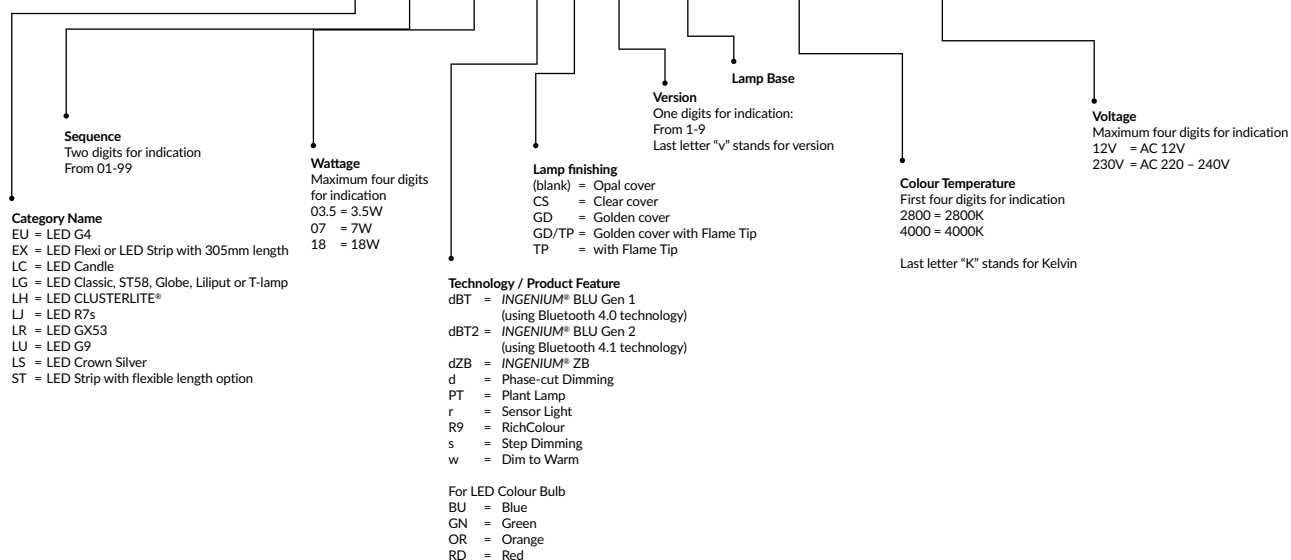 Lamp Base
Version
One digits for indication:
From 1-9
Last letter “v” stands for version
Voltage
Maximum four digits for indication
12V = AC 12V
230V = AC 220 – 240V
Sequence
Two digits for indication
From 01-99
Wattage
Maximum four digits
for indication
03.5 = 3.5W
07 = 7W
18 = 18W
Lamp finishing
(blank) = Opal cover
CS = Clear cover
GD = Golden cover
GD/TP = Golden cover with Flame Tip
TP = with Flame Tip
Colour Temperature
First four digits for indication
2800 = 2800K
4000 = 4000K
Last letter “K” stands for Kelvin
Category Name
EU = LED G4
EX = LED Flexi or LED Strip with 305mm length
LC = LED Candle
LG = LED Classic, ST58, Globe, Liliput or T-lamp
LH = LED CLUSTERLITE®
LJ = LED R7s
LR = LED GX53
LU = LED G9
LS = LED Crown Silver
ST = LED Strip with flexible length option
Technology / Product Feature
dBT = INGENIUM® BLU Gen 1
(using Bluetooth 4.0 technology)
dBT2 = INGENIUM® BLU Gen 2
(using Bluetooth 4.1 technology)
dZB = INGENIUM® ZB
d = Phase-cut Dimming
PT = Plant Lamp
r = Sensor Light
R9 = RichColour
s = Step Dimming
w = Dim to Warm
For LED Colour Bulb
BU = Blue
GN = Green
OR = Orange
RD = Red